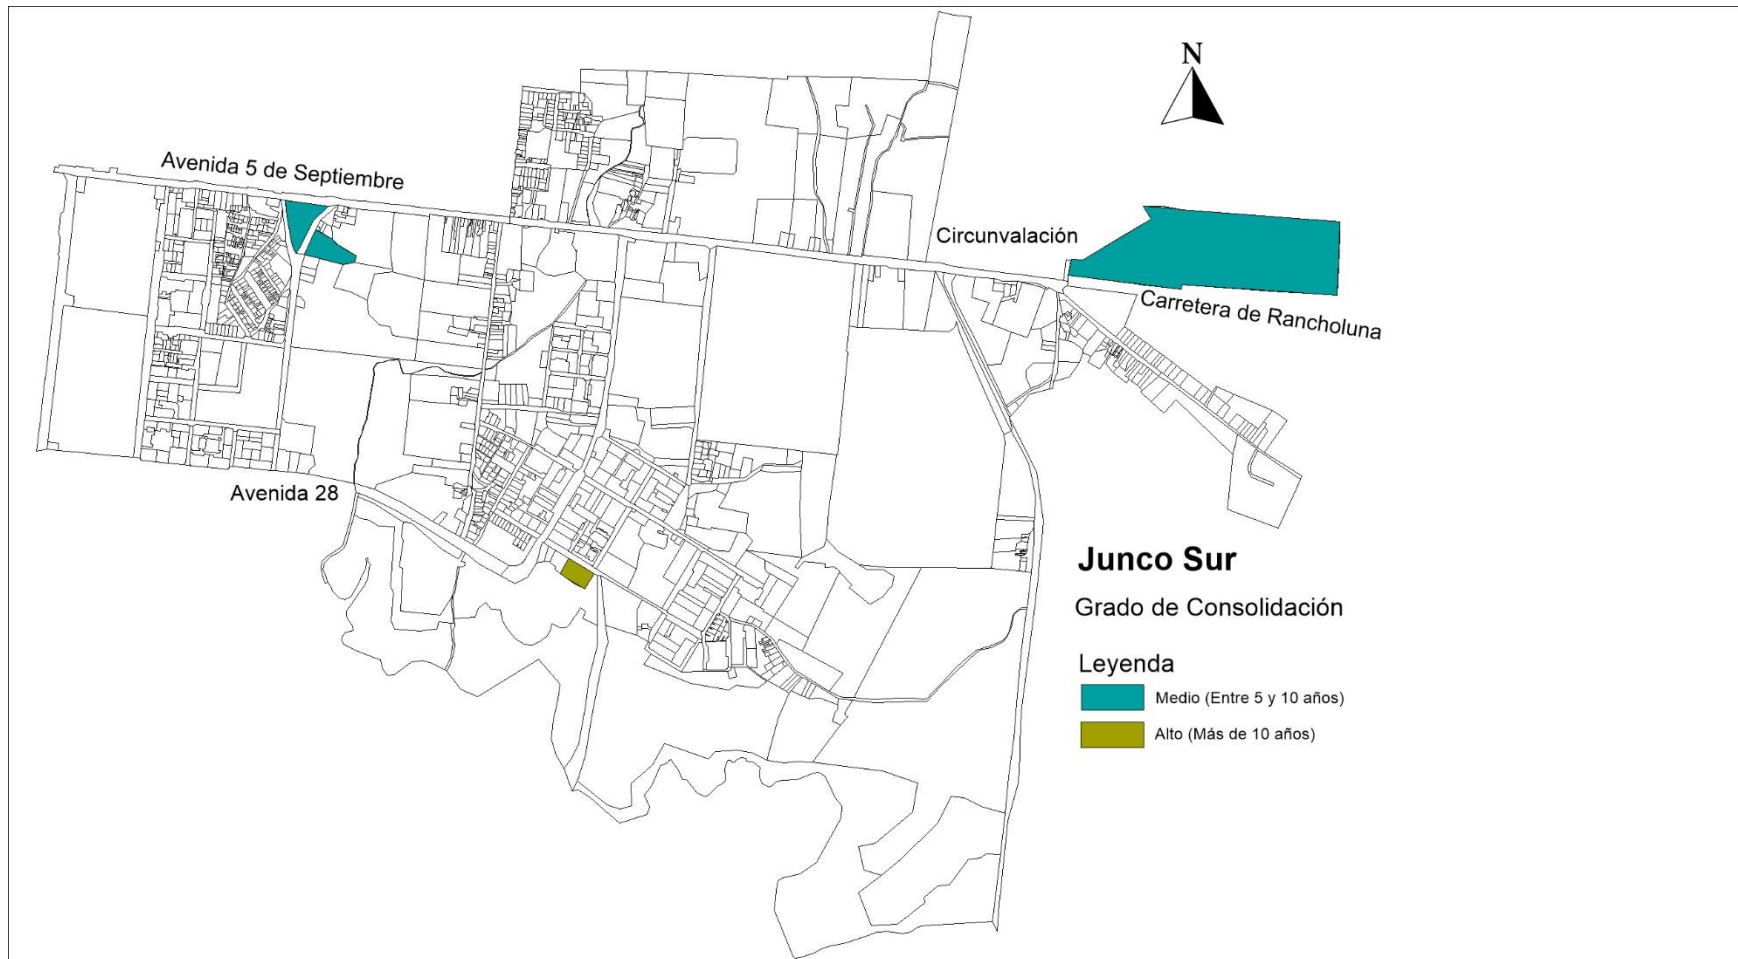 N
Avenida 5 de Septiembre
Circunvalación
Carretera de Rancholuna
Avenida 28
Junco Sur
Grado de Consolidación
Leyenda
Medio (Entre 5 y 10 años)
Alto (Más de 10 años)